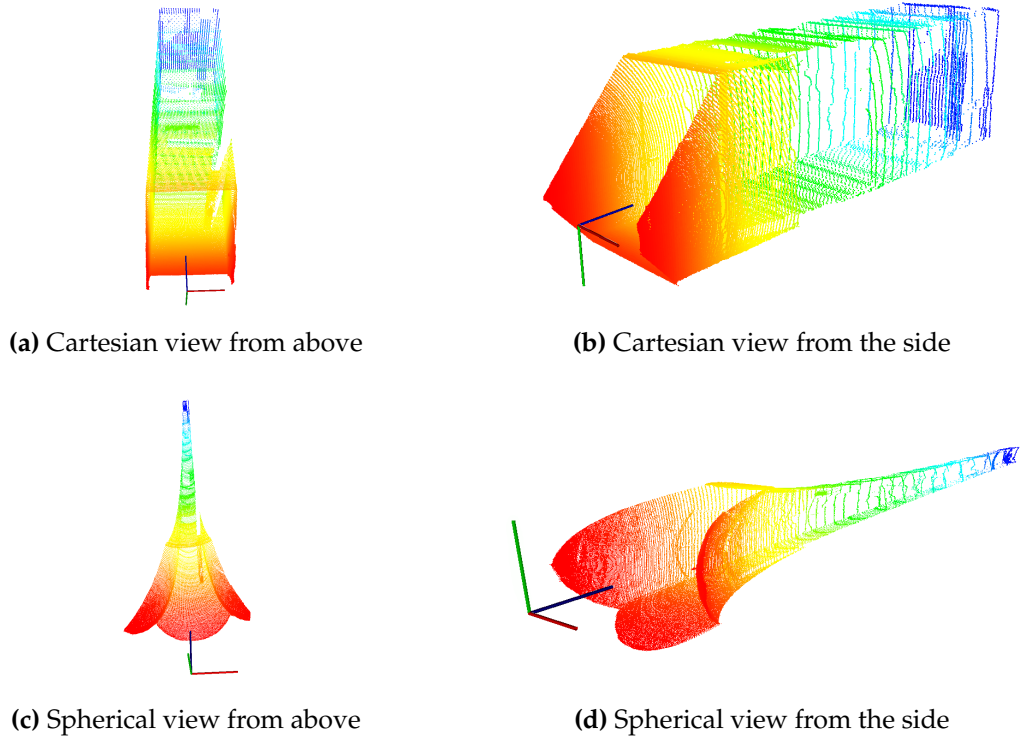 (a) Cartesian view from above
(b) Cartesian view from the side
(c) Spherical view from above
(d) Spherical view from the side